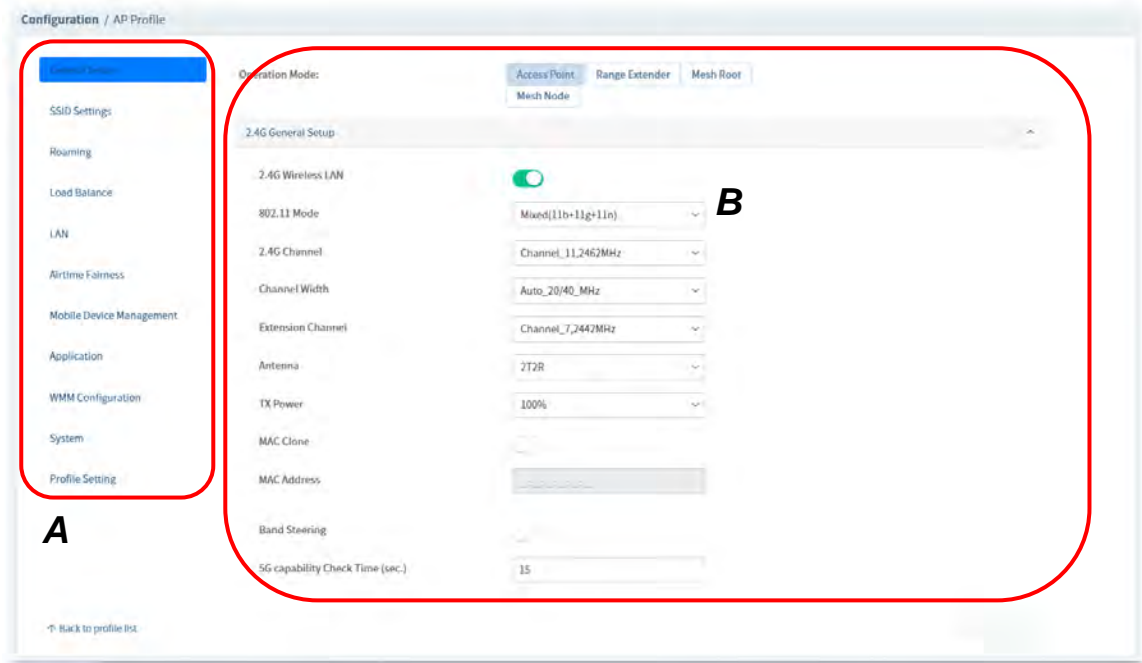 Configuration / AP Profile
General Setup
SSID Settings
Roaming
Load Balance
LAN
Airtime Fairness
Mobile Device Management
Application
WMM Configuration
System
Profile Setting
A
Back to profile list
Operation Mode:
Access Point Range Extender Mesh Root
Mesh Node
2.4G General Setup
2.4G Wireless LAN
B
802.11 Mode Mixed(11b+11g+11n)
2.4G Channel Channel_11,2462MHz
Channel Width Auto_20/40_MHz
Extension Channel Channel_7,2442MHz
Antenna 2T2R
TX Power 100%
MAC Clone
MAC Address
Band Steering
5G capability Check Time (sec.) 15